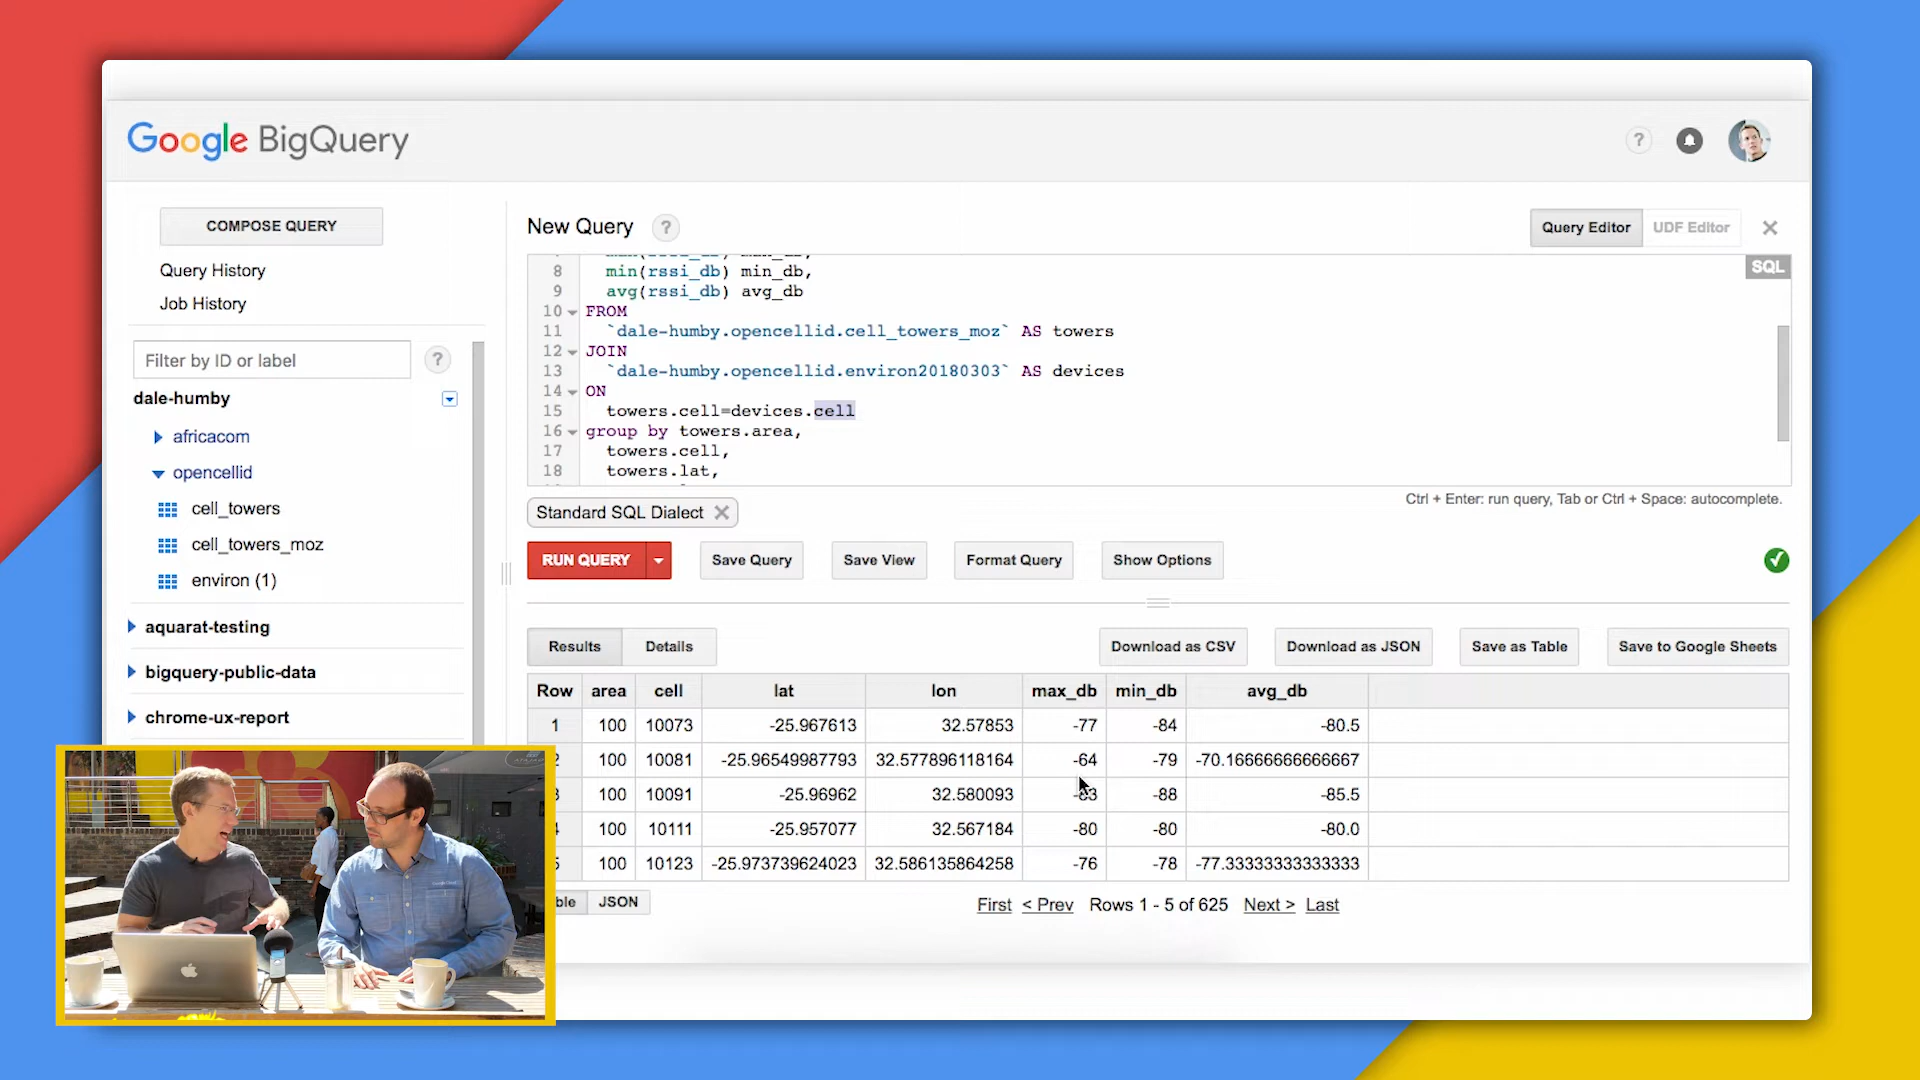 Google BigQuery
?
COMPOSE QUERY
Query History
Job History
Filter by ID or label
?
dale-humby
africacom
opencellid
cell_towers
cell_towers_moz
environ (1)
aquarat-testing
bigquery-public-data
chrome-ux-report
New Query ?
Query Editor UDF Editor
SQL
8 min(rssi_db) min_db,
9 avg(rssi_db) avg_db
10 FROM
11 `dale-humby.opencellid.cell_towers_moz` AS towers
12 JOIN
13 `dale-humby.opencellid.environ20180303` AS devices
14 ON
15 towers.cell=devices.cell
16 group by towers.area,
17 towers.cell,
18 towers.lat,
Ctrl + Enter: run query, Tab or Ctrl + Space: autocomplete.
Standard SQL Dialect
RUN QUERY Save Query Save View Format Query Show Options
Results Details Download as CSV Download as JSON Save as Table Save to Google Sheets
Row area cell lat lon max_db min_db avg_db
1 100 10073 -25.967613 32.57853 -77 -84 -80.5
100 10081 -25.96549987793 32.577896118164 -64 -79 -70.16666666666667
100 10091 -25.96962 32.580093 -83 -88 -85.5
100 10111 -25.957077 32.567184 -80 -80 -80.0
100 10123 -25.973739624023 32.586135864258 -76 -78 -77.33333333333333
JSON
First < Prev Rows 1 - 5 of 625 Next > Last